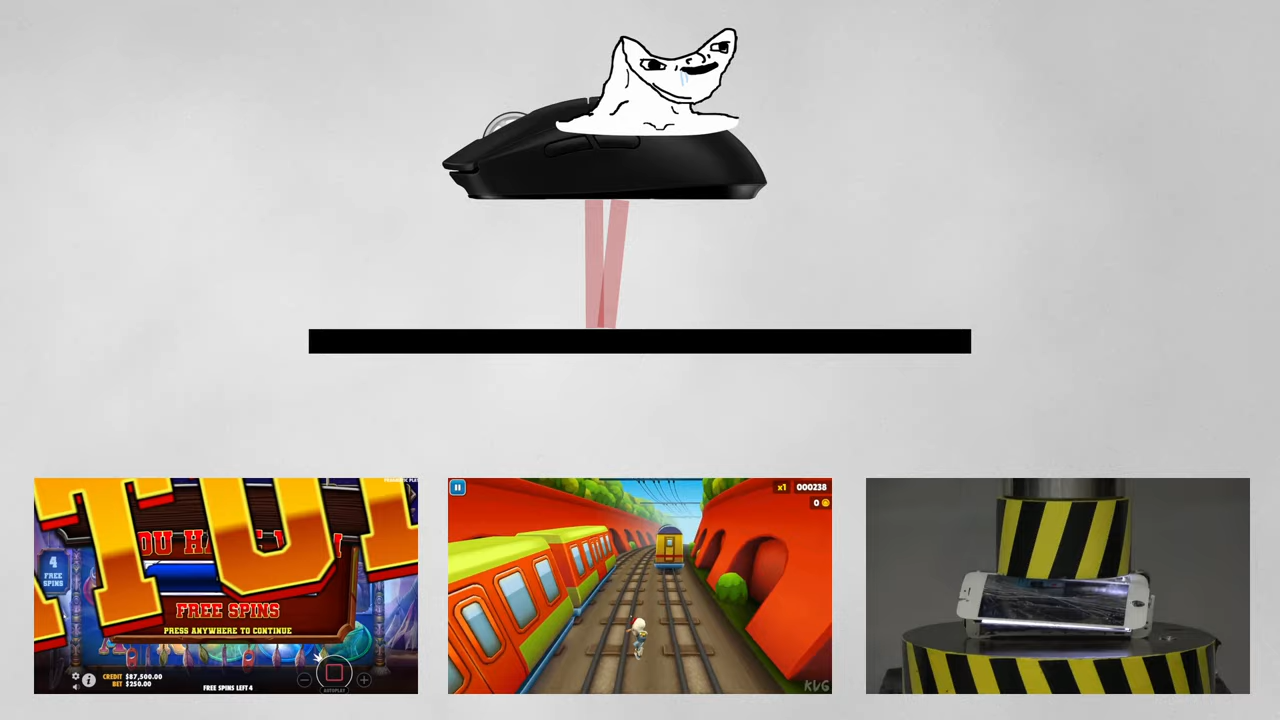 4
FREE
SPINS
FREE SPINS
PRESS ANYWHERE TO CONTINUE
CREDIT $87,500.00
BET $250.00
FREE SPINS LEFT 4
AUTOPLAY
x1 000238
0
KVG